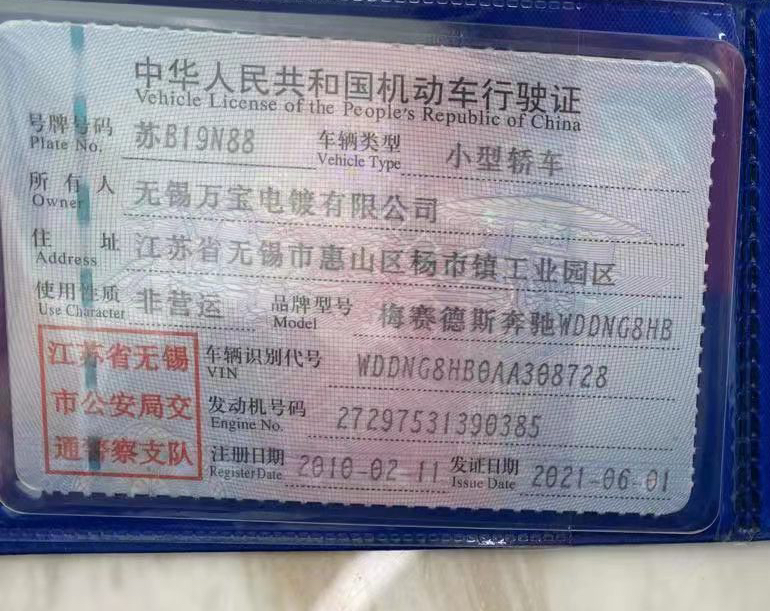 中华人民共和国机动车行驶证
Vehicle License of the People's Republic of China
号牌号码 苏B19N88 车辆类型 小型轿车
Plate No. Vehicle Type
所有人 无锡万宝电镀有限公司
Owner
住址 江苏省无锡市惠山区杨市镇工业园区
Address
使用性质 非营运 品牌型号 梅赛德斯奔驰WDDNG8HB
Use Character Model
江苏省无锡
市公安局交
通警察支队
车辆识别代号 WDDNG8HB0AA308728
VIN
发动机号码 27297531390385
Engine No.
注册日期 2010-02-11 发证日期 2021-06-01
Register Date Issue Date